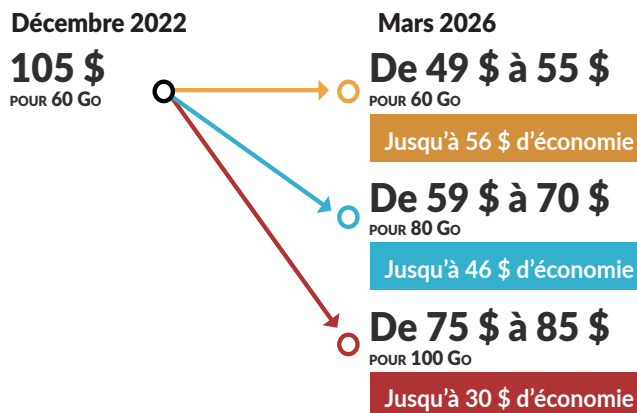 Décembre 2022
105 $
POUR 60 GO
Mars 2026
De 49 $ à 55 $
POUR 60 GO
Jusqu'à 56 $ d'économie
De 59 $ à 70 $
POUR 80 GO
Jusqu'à 46 $ d'économie
De 75 $ à 85 $
POUR 100 GO
Jusqu'à 30 $ d'économie